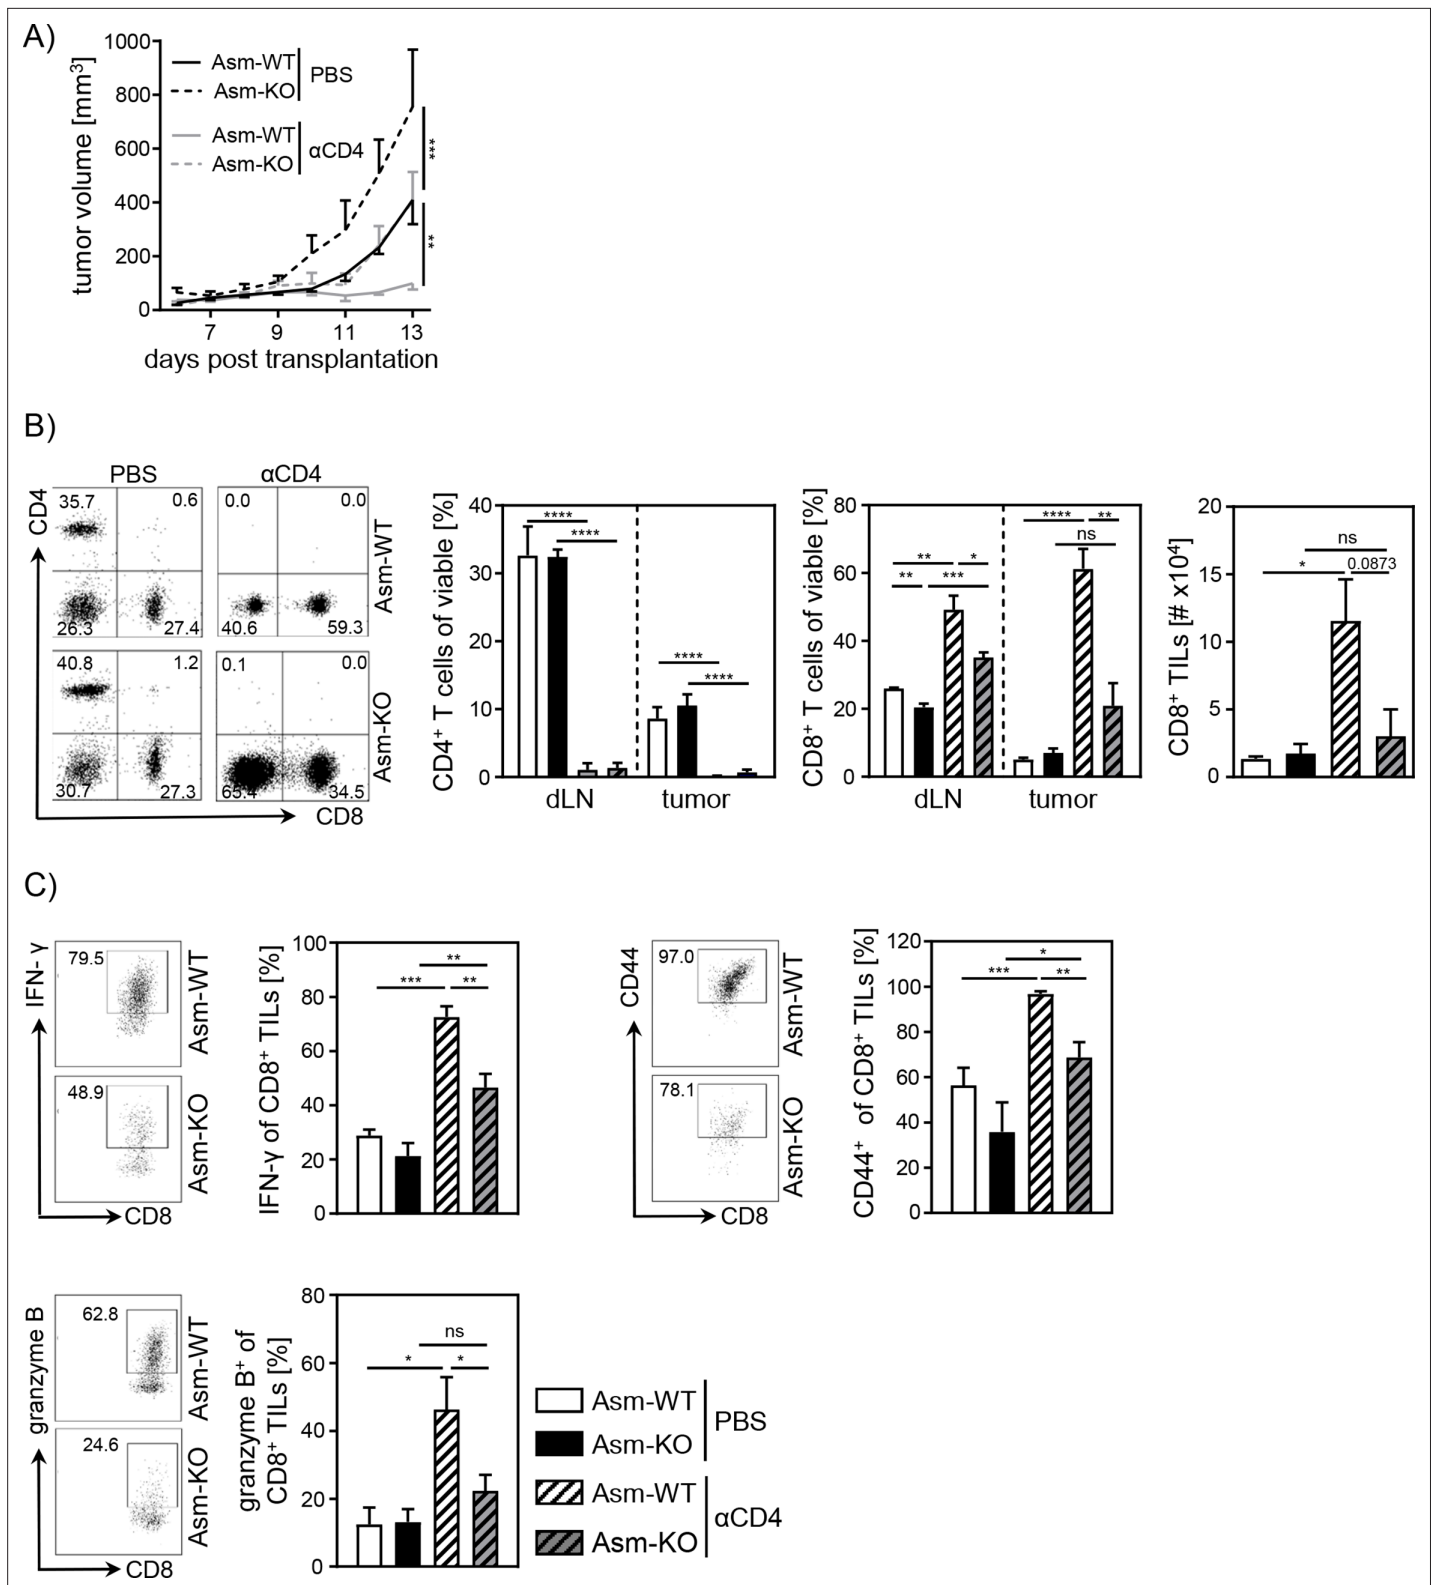 A)
tumor volume [mm³]
1000
800
600
400
200
0
7 9 11 13
days post transplantation
Asm-WT
Asm-KO
PBS
Asm-WT
Asm-KO
αCD4
***
**
B)
PBS αCD4
CD4
35.7 0.6
26.3 27.4
0.0 0.0
40.6 59.3
Asm-WT
40.8 1.2
30.7 27.3
0.1 0.0
65.4 34.5
Asm-KO
CD8
CD4⁺ T cells of viable [%]
40
30
20
10
0
****
****
****
****
dLN tumor
CD8⁺ T cells of viable [%]
80
60
40
20
0
**** **
ns
** *
** ***
dLN tumor
CD8⁺ TILs [# x10⁴]
20
15
10
5
0
ns
* 0.0873
C)
IFN- γ
79.5
Asm-WT
48.9
Asm-KO
CD8
IFN-γ of CD8⁺ TILs [%]
100
80
60
40
20
0
**
*** **
CD44
97.0
Asm-WT
78.1
Asm-KO
CD8
CD44⁺ of CD8⁺ TILs [%]
120
100
80
60
40
20
0
*
*** **
granzyme B
62.8
Asm-WT
24.6
Asm-KO
CD8
granzyme B⁺ of
CD8⁺ TILs [%]
80
60
40
20
0
ns
* *
Asm-WT
Asm-KO
PBS
Asm-WT
Asm-KO
αCD4